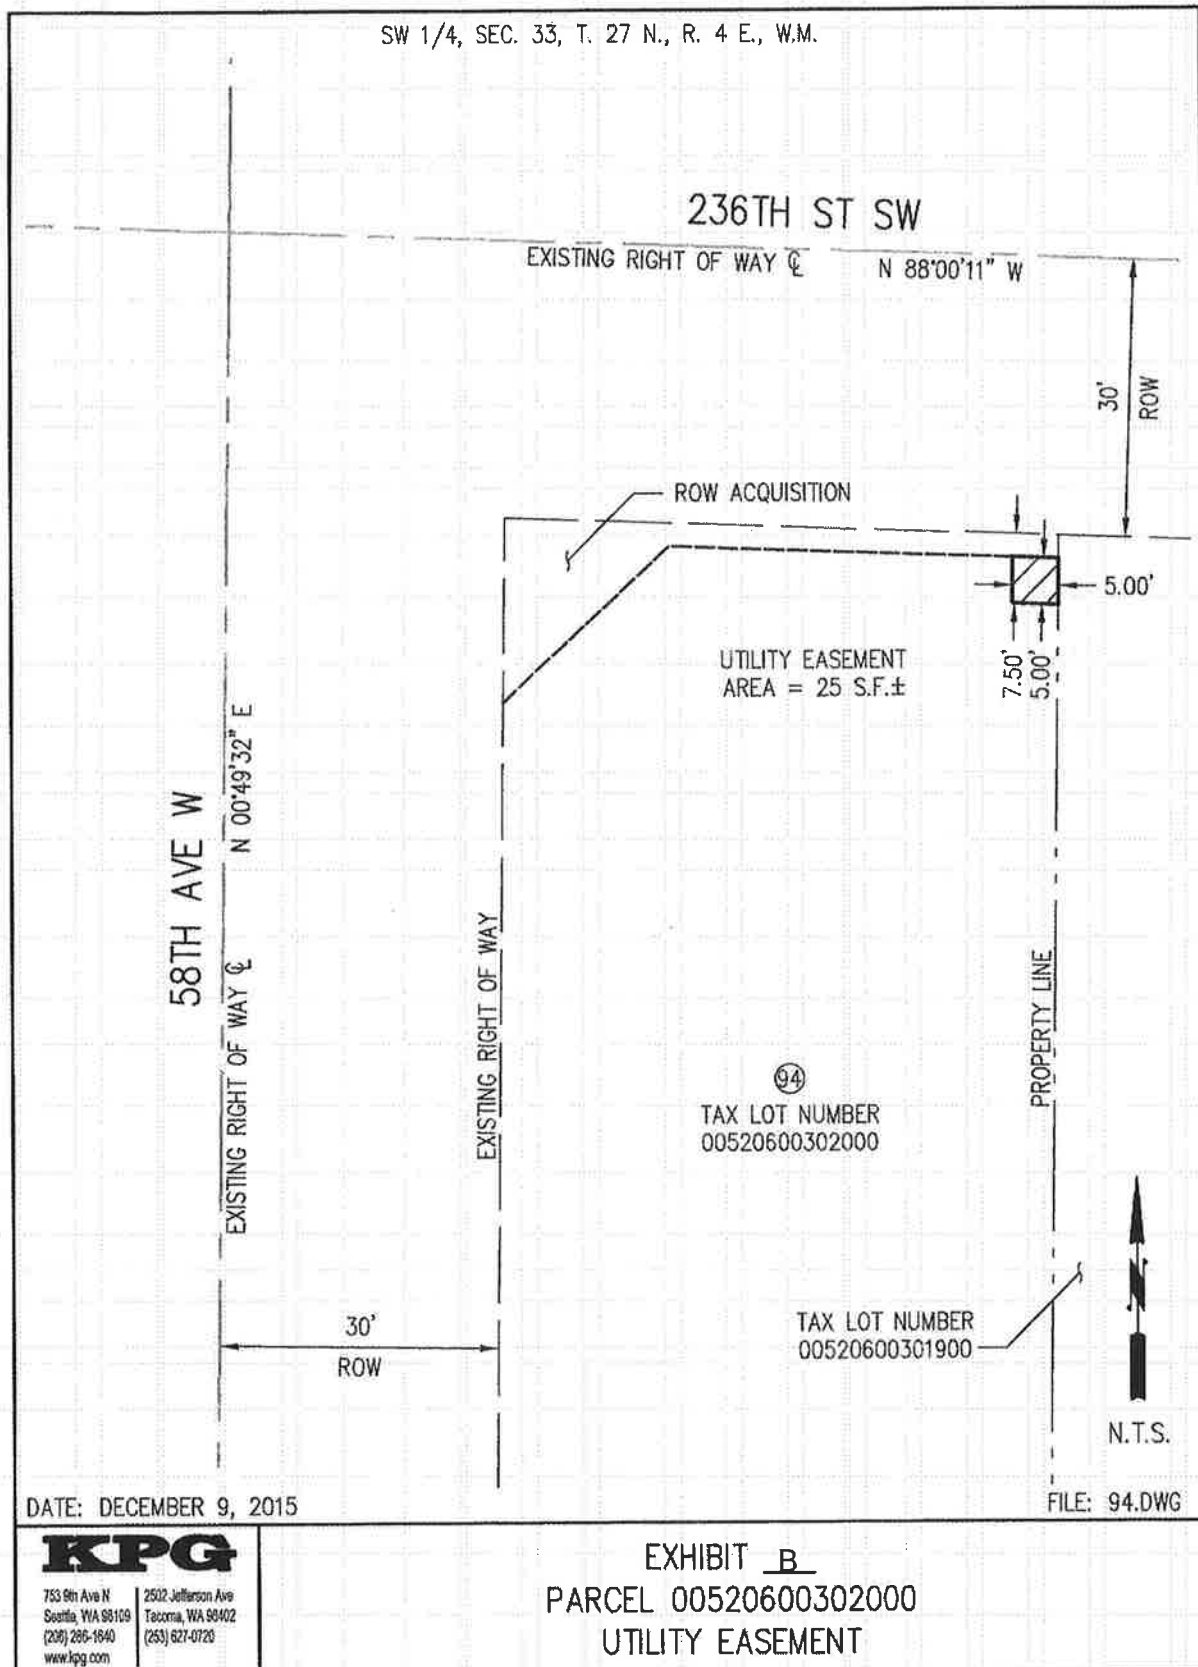 SW 1/4, SEC. 33, T. 27 N., R. 4 E., W.M.
236TH ST SW
EXISTING RIGHT OF WAY ℄
N 88°00'11" W
30'
ROW
ROW ACQUISITION
5.00'
7.50'
5.00'
UTILITY EASEMENT
AREA = 25 S.F.±
58TH AVE W
N 00°49'32" E
EXISTING RIGHT OF WAY ℄
EXISTING RIGHT OF WAY
PROPERTY LINE
94
TAX LOT NUMBER
00520600302000
TAX LOT NUMBER
00520600301900
30'
ROW
N
N.T.S.
DATE: DECEMBER 9, 2015
FILE: 94.DWG
KPG
753 9th Ave N
Seattle, WA 98109
(206) 286-1640
www.kpg.com
2502 Jefferson Ave
Tacoma, WA 98402
(253) 627-0720
EXHIBIT B
PARCEL 00520600302000
UTILITY EASEMENT